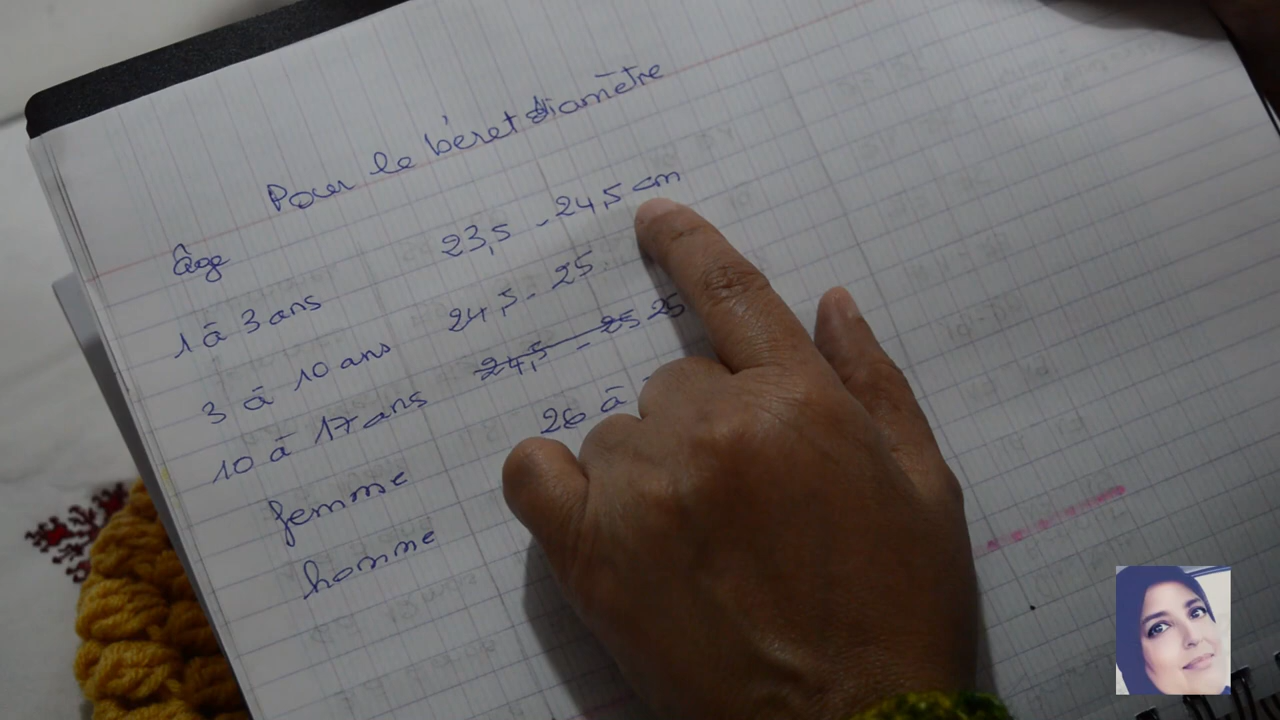 Pour le béret diamètre
âge
1 à 3 ans 23,5 - 24,5 cm
3 à 10 ans 24,5 - 25
10 à 17 ans 24,5 - 25 25
femme 26 à
homme